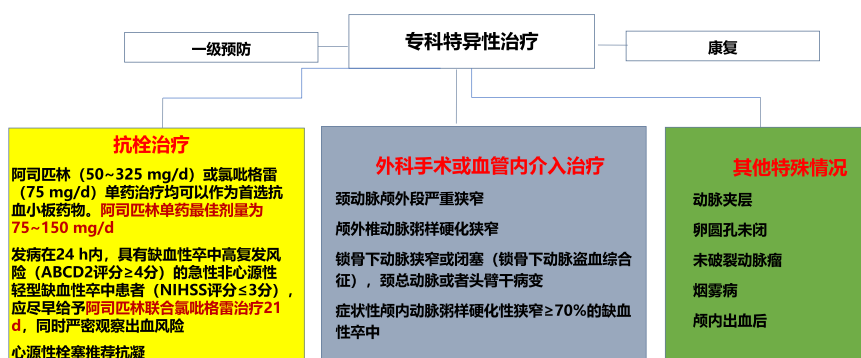 专科特异性治疗
一级预防
康复
抗栓治疗
阿司匹林（50~325 mg/d）或氯吡格雷
（75 mg/d）单药治疗均可以作为首选抗
血小板药物。阿司匹林单药最佳剂量为
75~150 mg/d
发病在24 h内，具有缺血性卒中高复发风
险（ABCD2评分≥4分）的急性非心源性
轻型缺血性卒中患者（NIHSS评分≤3分），
应尽早给予阿司匹林联合氯吡格雷治疗21
d，同时严密观察出血风险
心源性栓塞推荐抗凝
外科手术或血管内介入治疗
颈动脉颅外段严重狭窄
颅外椎动脉粥样硬化狭窄
锁骨下动脉狭窄或闭塞（锁骨下动脉盗血综合
征），颈总动脉或者头臂干病变
症状性颅内动脉粥样硬化性狭窄≥70%的缺血
性卒中
其他特殊情况
动脉夹层
卵圆孔未闭
未破裂动脉瘤
烟雾病
颅内出血后